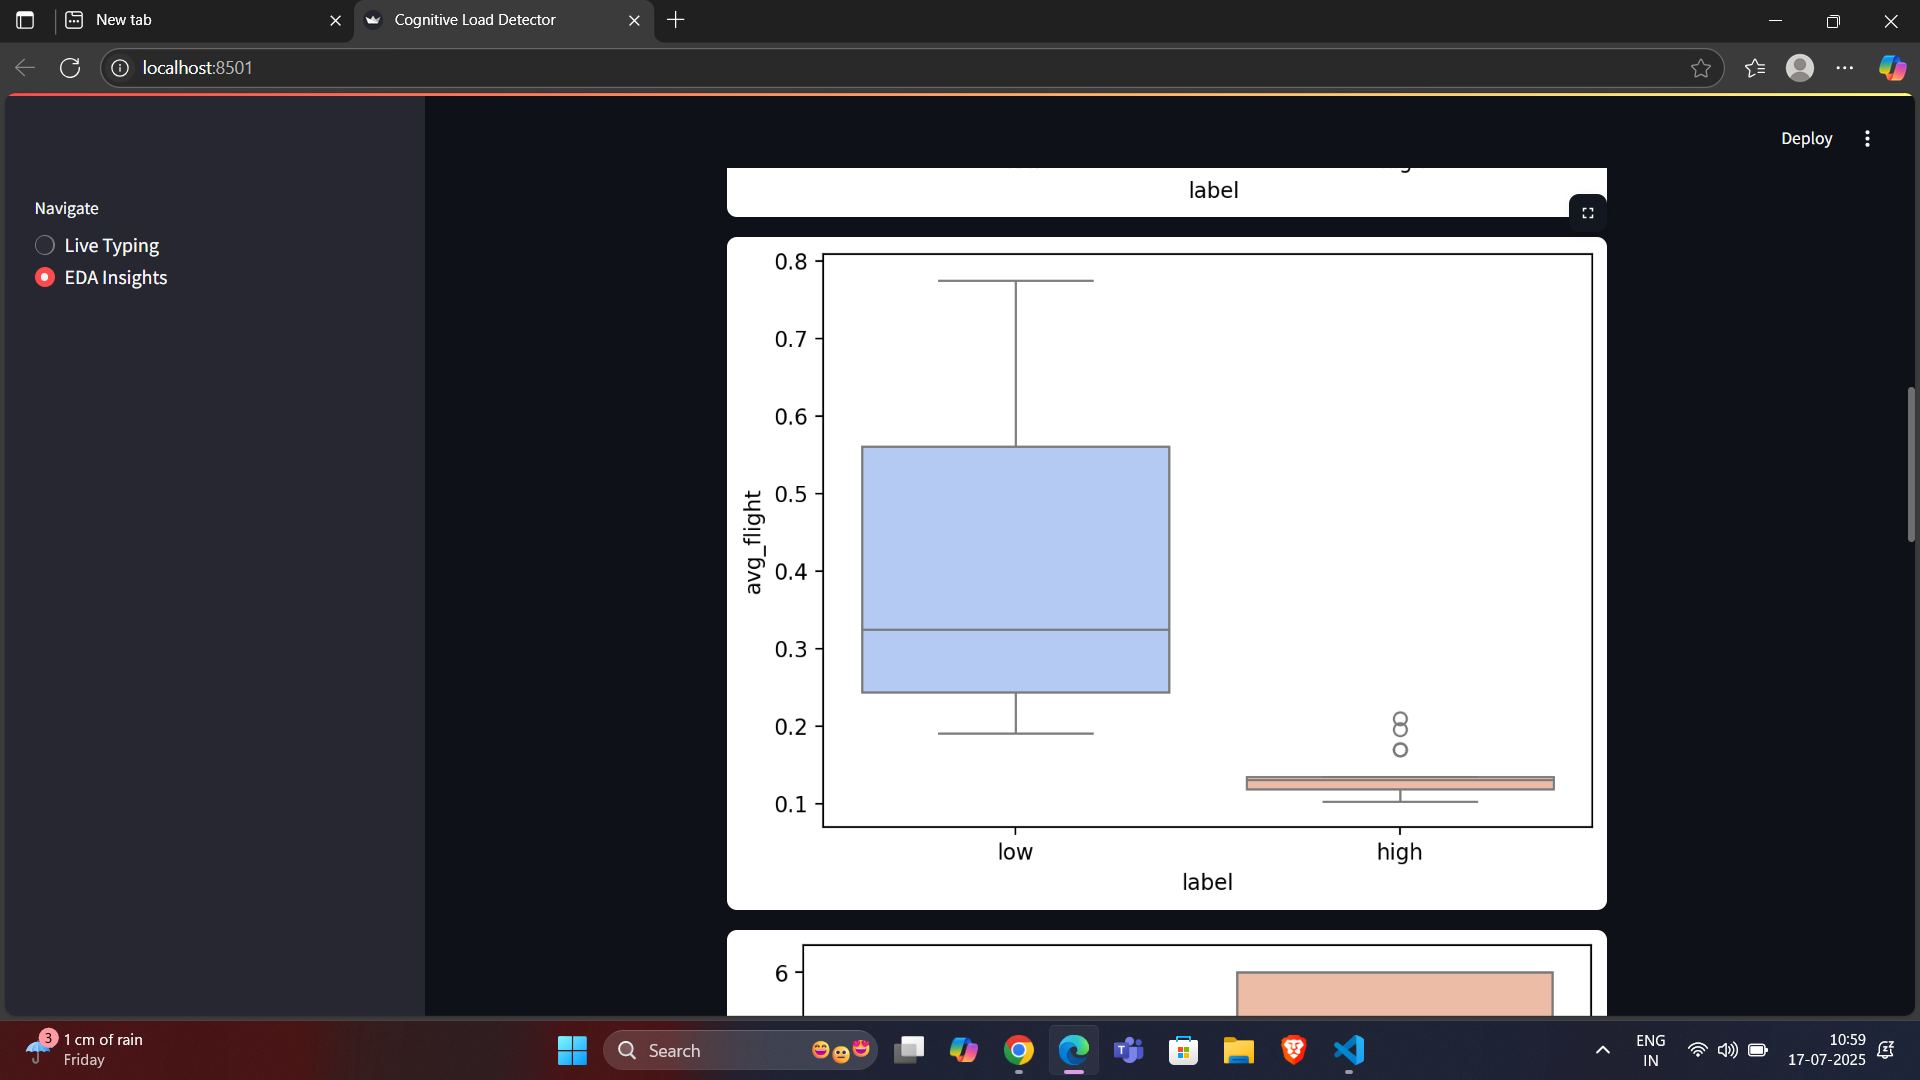 New tab
Cognitive Load Detector
localhost:8501
Deploy
Navigate
Live Typing
EDA Insights
label
0.8
0.7
0.6
0.5
0.4
0.3
0.2
0.1
avg_flight
low
high
label
6
3
1 cm of rain
Friday
Search
ENG
IN
10:59
17-07-2025